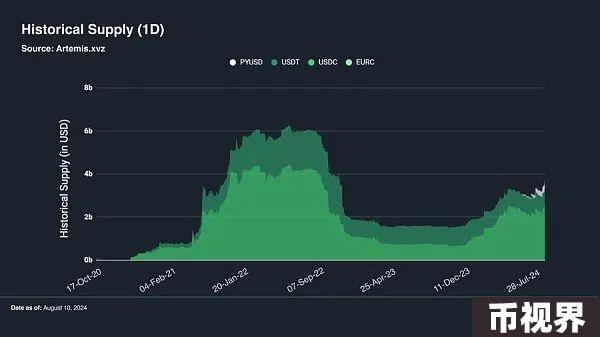 Historical Supply (1D)
Source: Artemis.xvz
PYUSD USDT USDC EURC
Historical Supply (in USD)
8b
6b
4b
2b
0b
17-Oct-20 04-Feb-21 20-Jan-22 07-Sep-22 25-Apr-23 11-Dec-23 28-Jul-24
Data as of: August 10, 2024
币视界